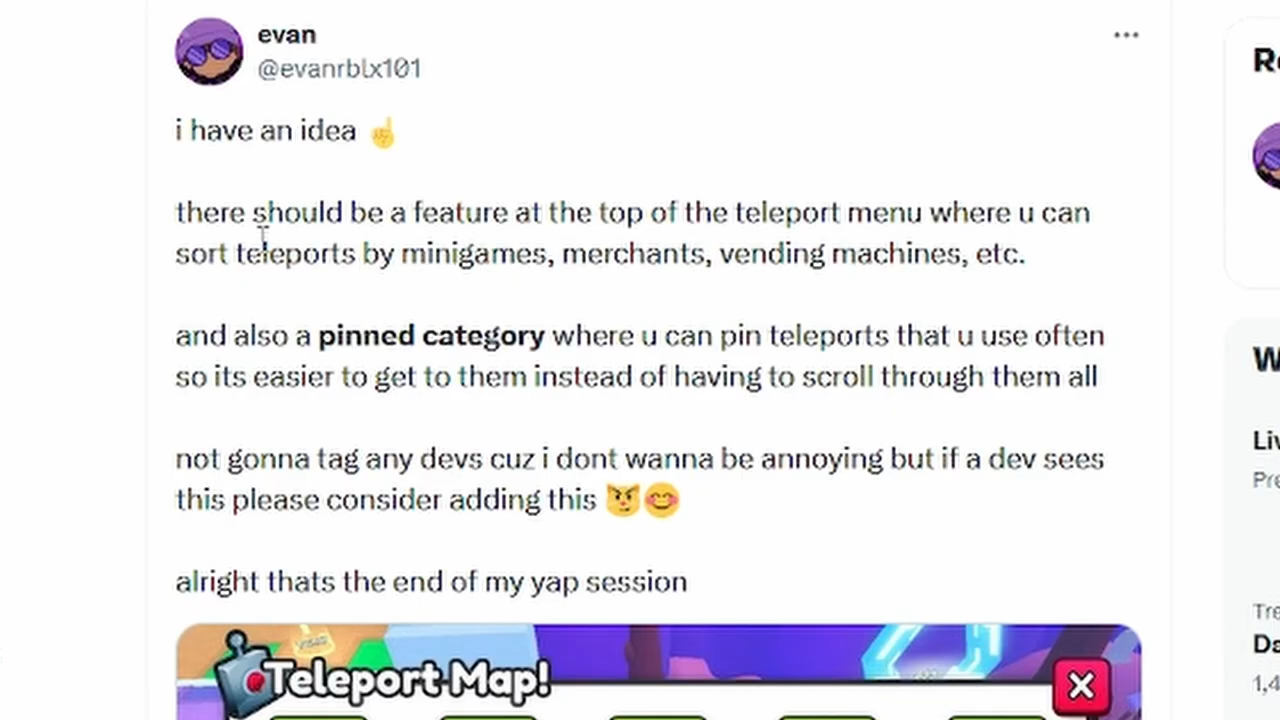 evan
@evanrblx101
i have an idea ☝️
there should be a feature at the top of the teleport menu where u can
sort teleports by minigames, merchants, vending machines, etc.
and also a pinned category where u can pin teleports that u use often
so its easier to get to them instead of having to scroll through them all
not gonna tag any devs cuz i dont wanna be annoying but if a dev sees
this please consider adding this 😼😊
alright thats the end of my yap session
Teleport Map!
X